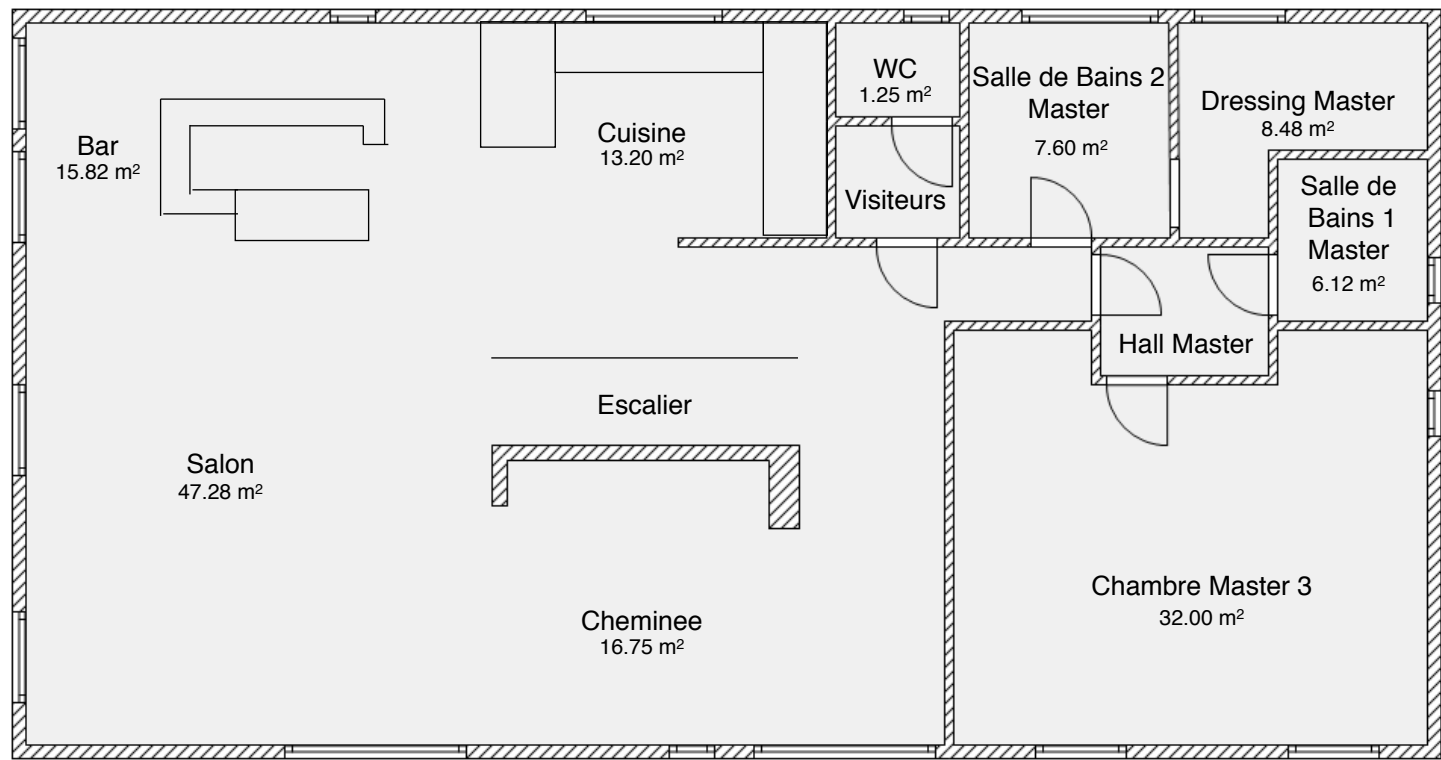 Bar
15.82 m²
Cuisine
13.20 m²
WC
1.25 m²
Visiteurs
Salle de Bains 2
Master
7.60 m²
Dressing Master
8.48 m²
Salle de
Bains 1
Master
6.12 m²
Hall Master
Escalier
Salon
47.28 m²
Cheminee
16.75 m²
Chambre Master 3
32.00 m²